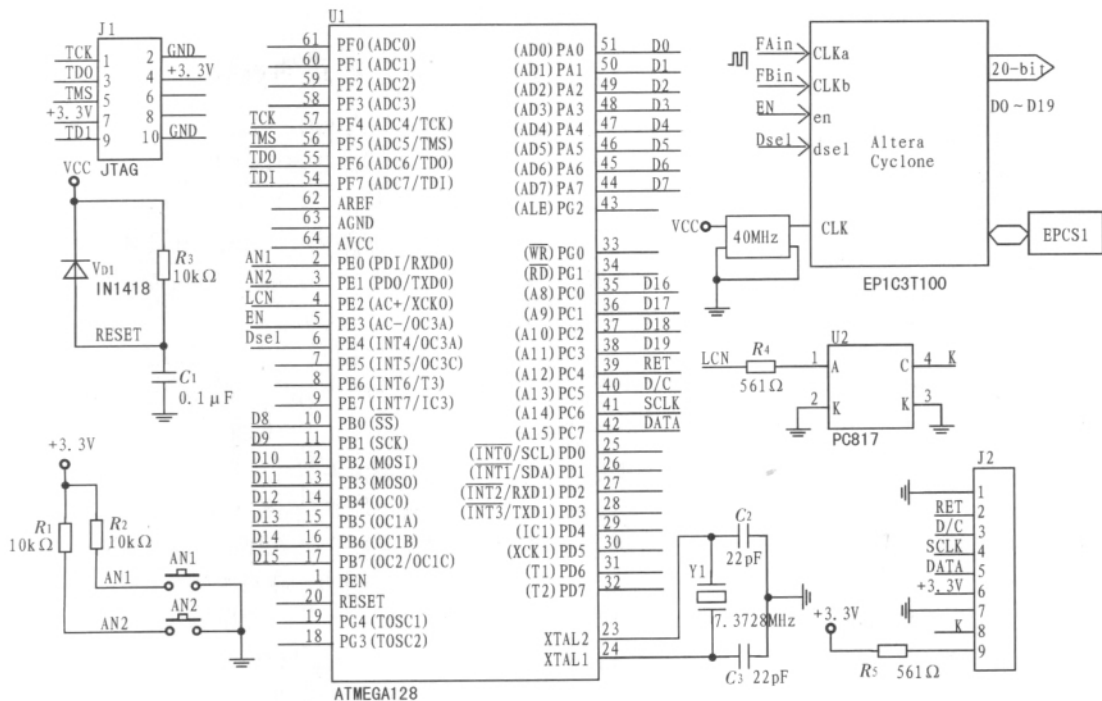 J1
TCK 1 2 GND
TDO 3 4 +3.3V
TMS 5 6
+3.3V 7 8
TD1 9 10 GND
JTAG
VCC
VD1
IN1418
R3
10kΩ
RESET
C1
0.1μF
+3.3V
R1
10kΩ
R2
10kΩ
AN1
AN1
AN2
AN2
U1
61 PF0(ADC0)
60 PF1(ADC1)
59 PF2(ADC2)
58 PF3(ADC3)
TCK 57 PF4(ADC4/TCK)
TMS 56 PF5(ADC5/TMS)
TDO 55 PF6(ADC6/TDO)
TDI 54 PF7(ADC7/TDI)
62 AREF
63 AGND
64 AVCC
AN1 2 PE0(PDI/RXD0)
AN2 3 PE1(PDO/TXD0)
LCN 4 PE2(AC+/XCKO)
EN 5 PE3(AC-/OC3A)
Dsel 6 PE4(INT4/OC3A)
7 PE5(INT5/OC3C)
8 PE6(INT6/T3)
9 PE7(INT7/IC3)
D8 10 PB0(SS)
D9 11 PB1(SCK)
D10 12 PB2(MOSI)
D11 13 PB3(MOSO)
D12 14 PB4(OC0)
D13 15 PB5(OC1A)
D14 16 PB6(OC1B)
D15 17 PB7(OC2/OC1C)
1 PEN
20 RESET
19 PG4(TOSC1)
18 PG3(TOSC2)
(AD0)PA0 51 D0
(AD1)PA1 50 D1
(AD2)PA2 49 D2
(AD3)PA3 48 D3
(AD4)PA4 47 D4
(AD5)PA5 46 D5
(AD6)PA6 45 D6
(AD7)PA7 44 D7
(ALE)PG2 43
(WR)PG0 33
(RD)PG1 34
(A8)PC0 35 D16
(A9)PC1 36 D17
(A10)PC2 37 D18
(A11)PC3 38 D19
(A12)PC4 39 RET
(A13)PC5 40 D/C
(A14)PC6 41 SCLK
(A15)PC7 42 DATA
(INT0/SCL)PD0 25
(INT1/SDA)PD1 26
(INT2/RXD1)PD2 27
(INT3/TXD1)PD3 28
(IC1)PD4 29
(XCK1)PD5 30
(T1)PD6 31
(T2)PD7 32
XTAL2 23
XTAL1 24
ATMEGA128
C2
22pF
Y1
7.3728MHz
C3 22pF
FAin CLKa
FBin CLKb
EN en
Dsel dsel
Altera
Cyclone
20-bit
D0~D19
VCC
40MHz
CLK
EPCS1
EP1C3T100
U2
LCN R4 1 A C 4 K
561Ω
2 K K 3
PC817
J2
1
RET 2
D/C 3
SCLK 4
DATA 5
+3.3V 6
7
K 8
9
+3.3V
R5 561Ω